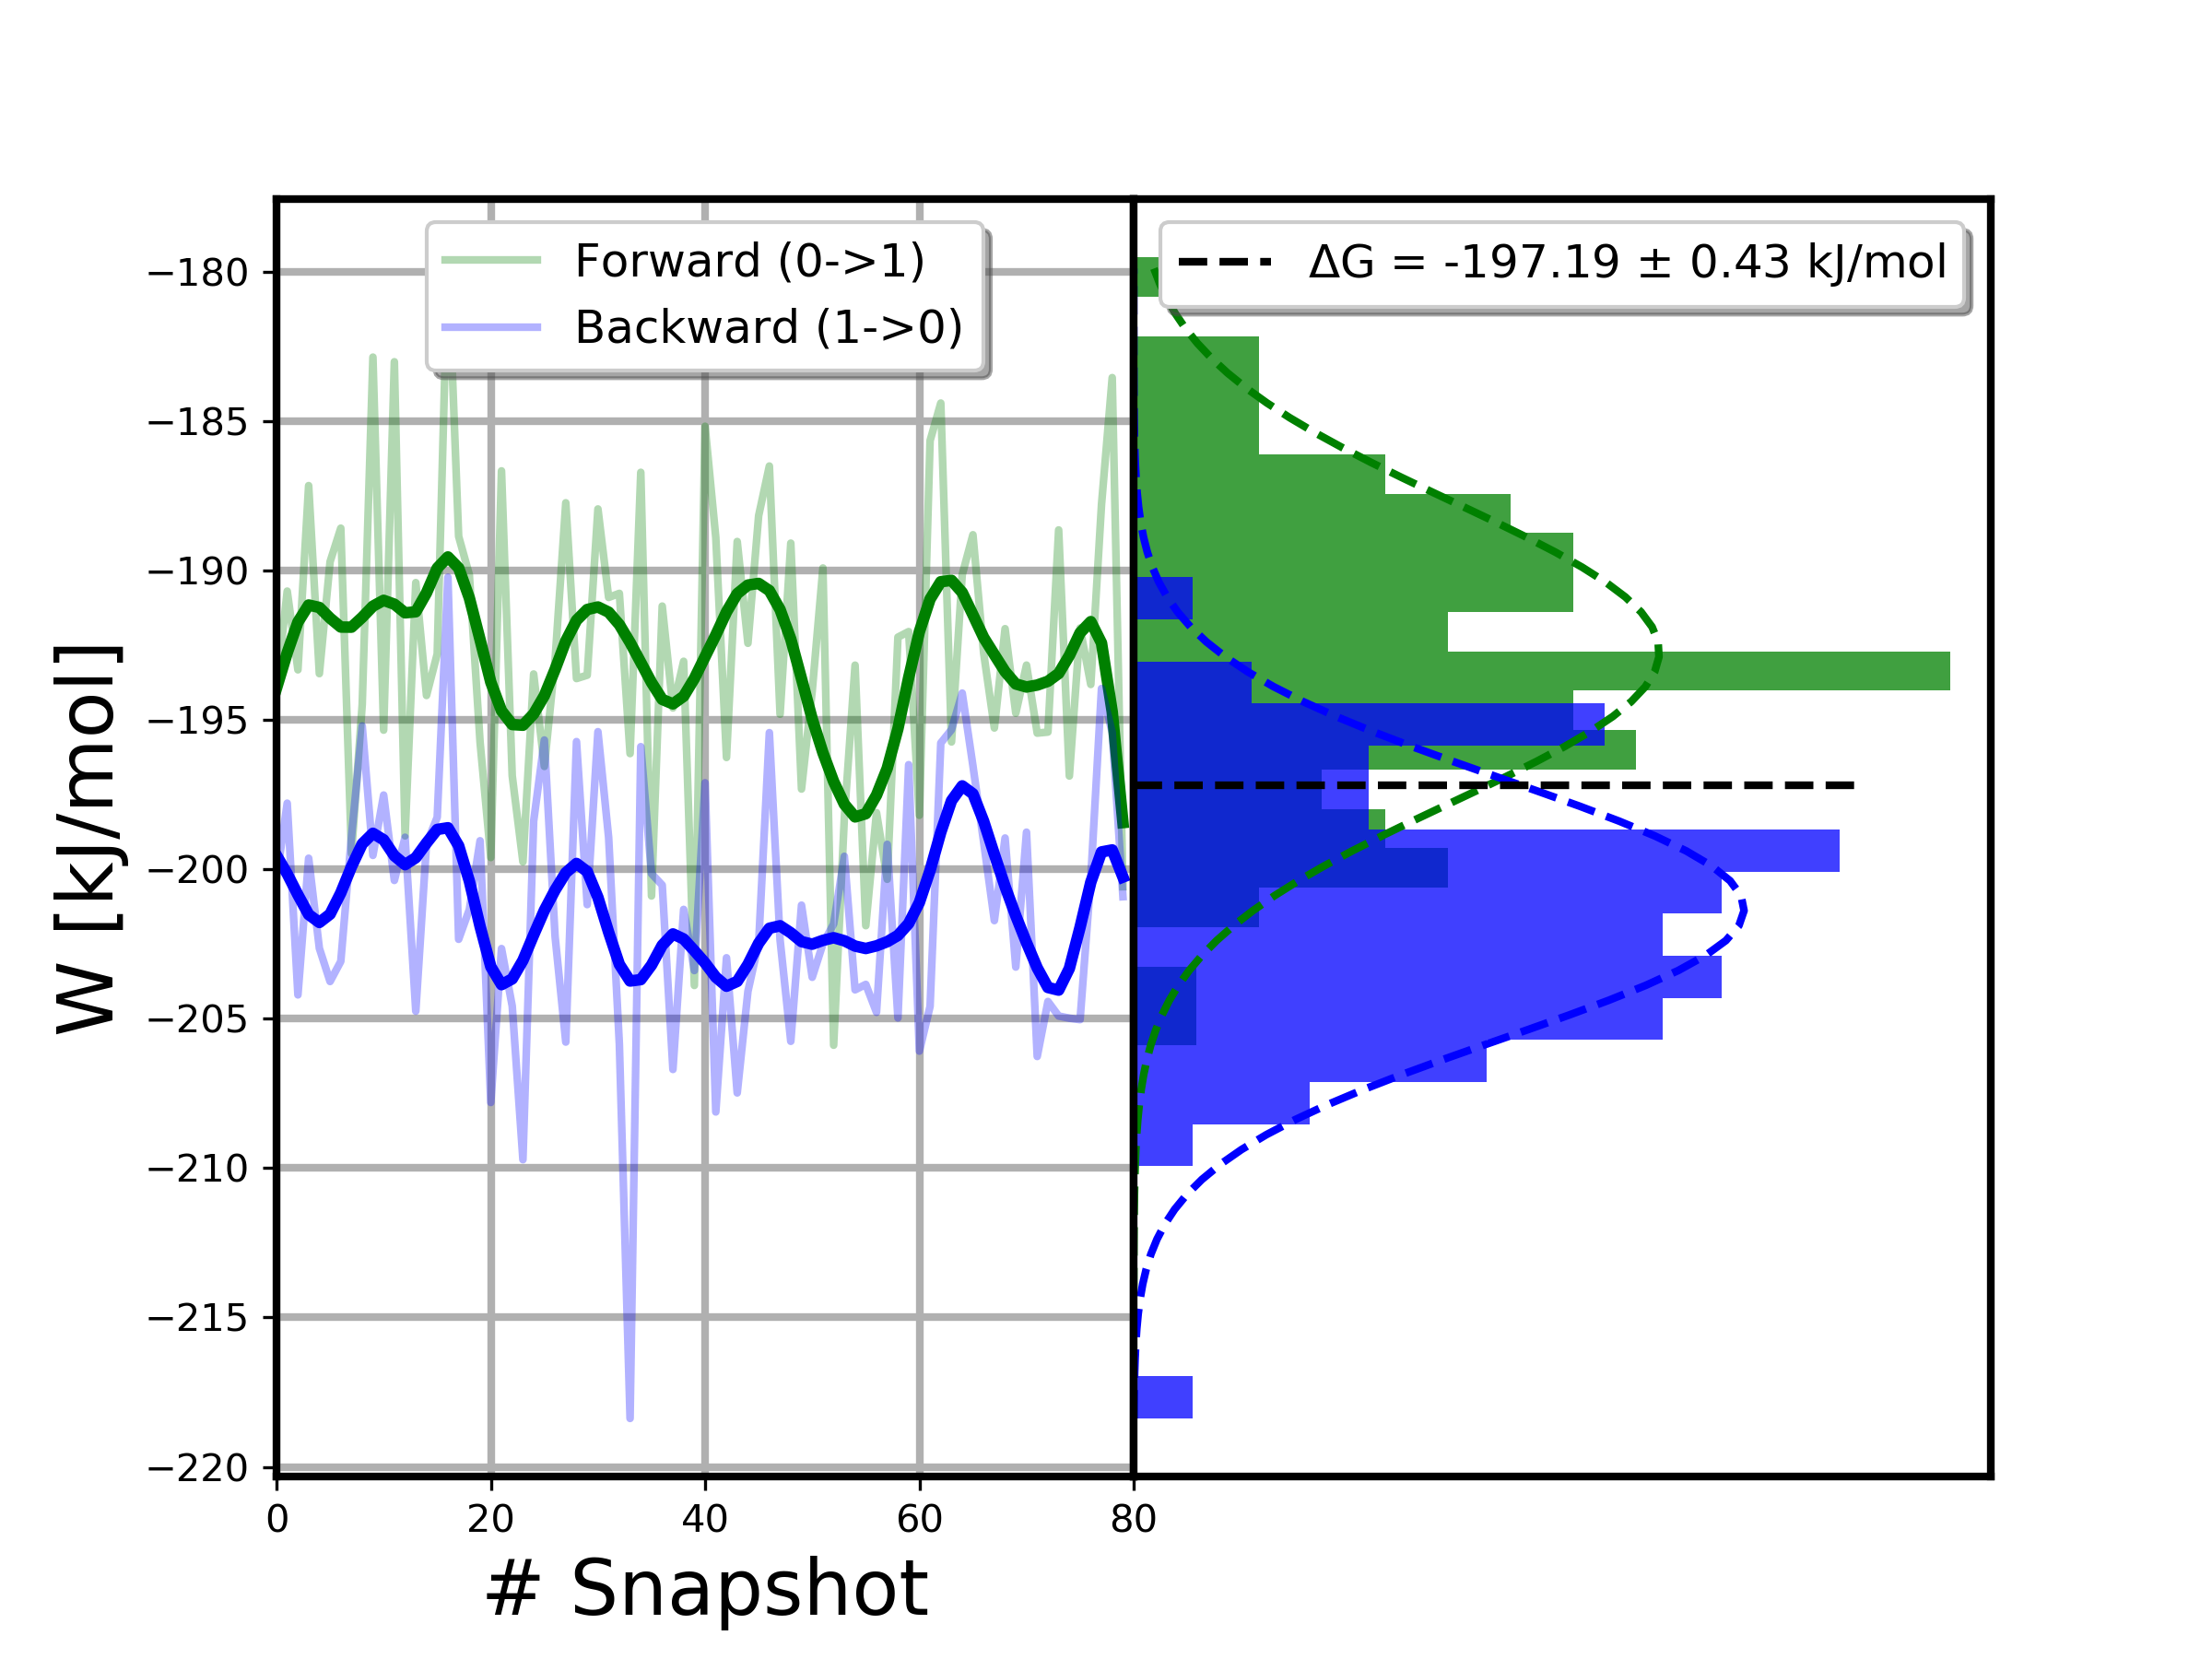 Forward (0->1)
Backward (1->0)
ΔG = -197.19 ± 0.43 kJ/mol
W [kJ/mol]
−180
−185
−190
−195
−200
−205
−210
−215
−220
0 20 40 60 80
# Snapshot